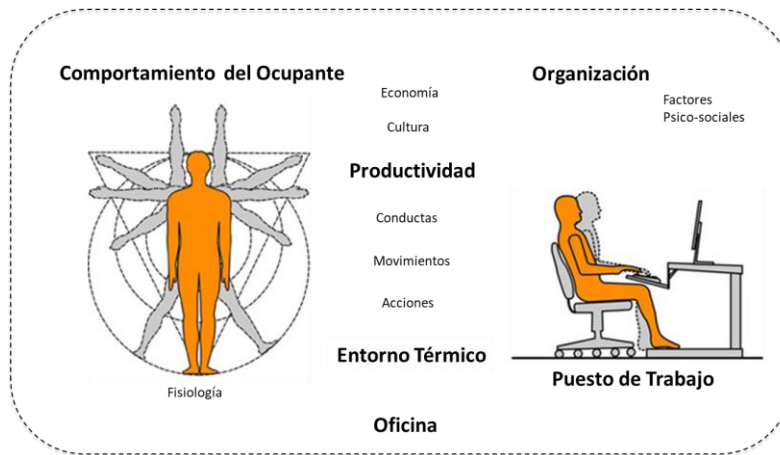 Comportamiento del Ocupante
Organización
Economía
Factores
Psico-sociales
Cultura
Productividad
Conductas
Movimientos
Acciones
Entorno Térmico
Puesto de Trabajo
Fisiología
Oficina